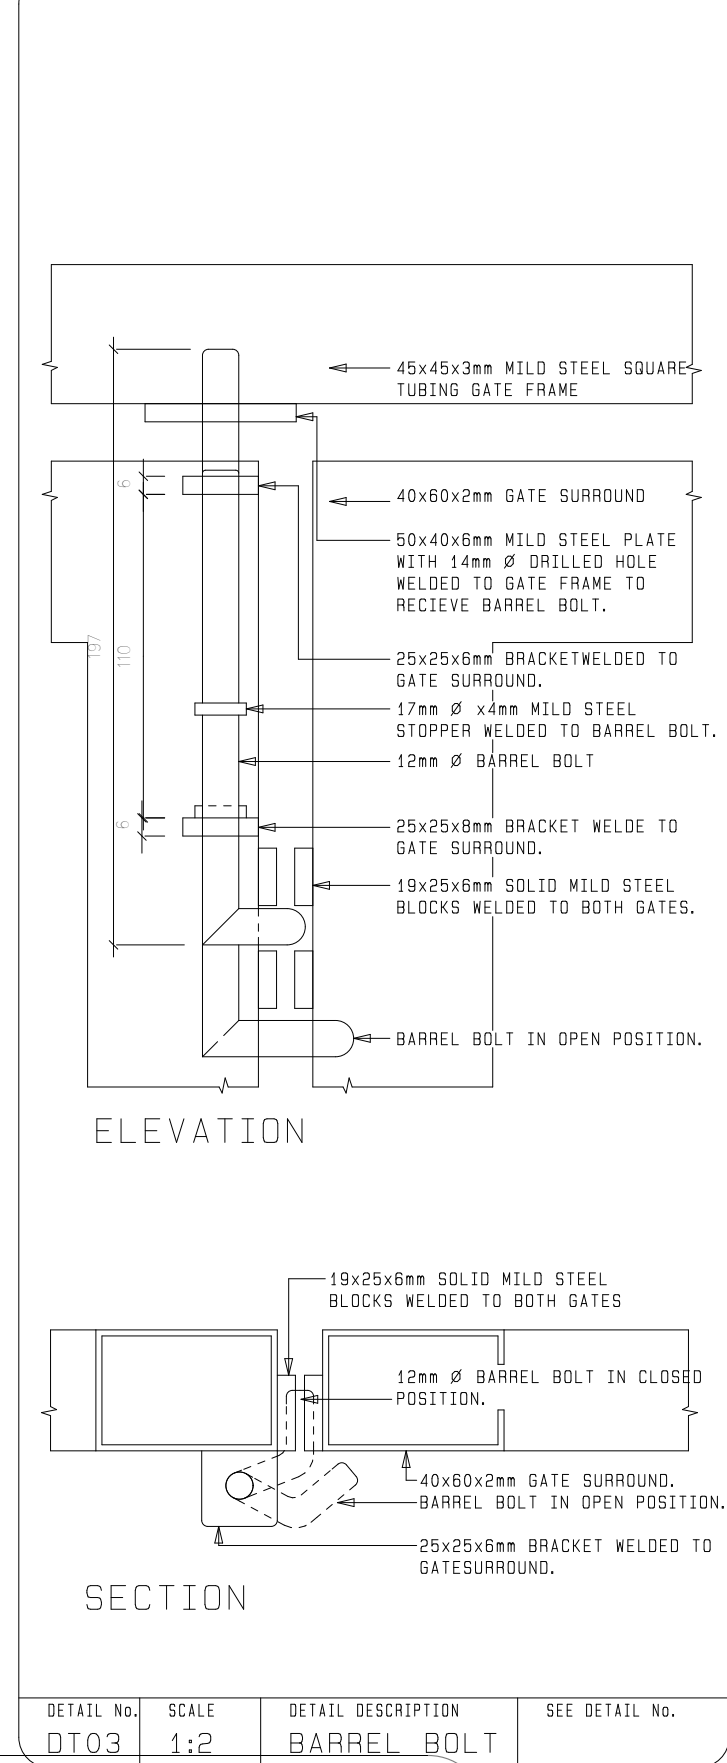 45x45x3mm MILD STEEL SQUARE
TUBING GATE FRAME
6
40x60x2mm GATE SURROUND
50x40x6mm MILD STEEL PLATE
WITH 14mm Ø DRILLED HOLE
WELDED TO GATE FRAME TO
RECIEVE BARREL BOLT.
197
110
25x25x6mm BRACKETWELDED TO
GATE SURROUND.
17mm Ø x4mm MILD STEEL
STOPPER WELDED TO BARREL BOLT.
12mm Ø BARREL BOLT
6
25x25x8mm BRACKET WELDE TO
GATE SURROUND.
19x25x6mm SOLID MILD STEEL
BLOCKS WELDED TO BOTH GATES.
BARREL BOLT IN OPEN POSITION.
ELEVATION
19x25x6mm SOLID MILD STEEL
BLOCKS WELDED TO BOTH GATES
12mm Ø BARREL BOLT IN CLOSED
POSITION.
40x60x2mm GATE SURROUND.
BARREL BOLT IN OPEN POSITION.
25x25x6mm BRACKET WELDED TO
GATESURROUND.
SECTION
DETAIL No. SCALE DETAIL DESCRIPTION SEE DETAIL No.
DT03 1:2 BARREL BOLT